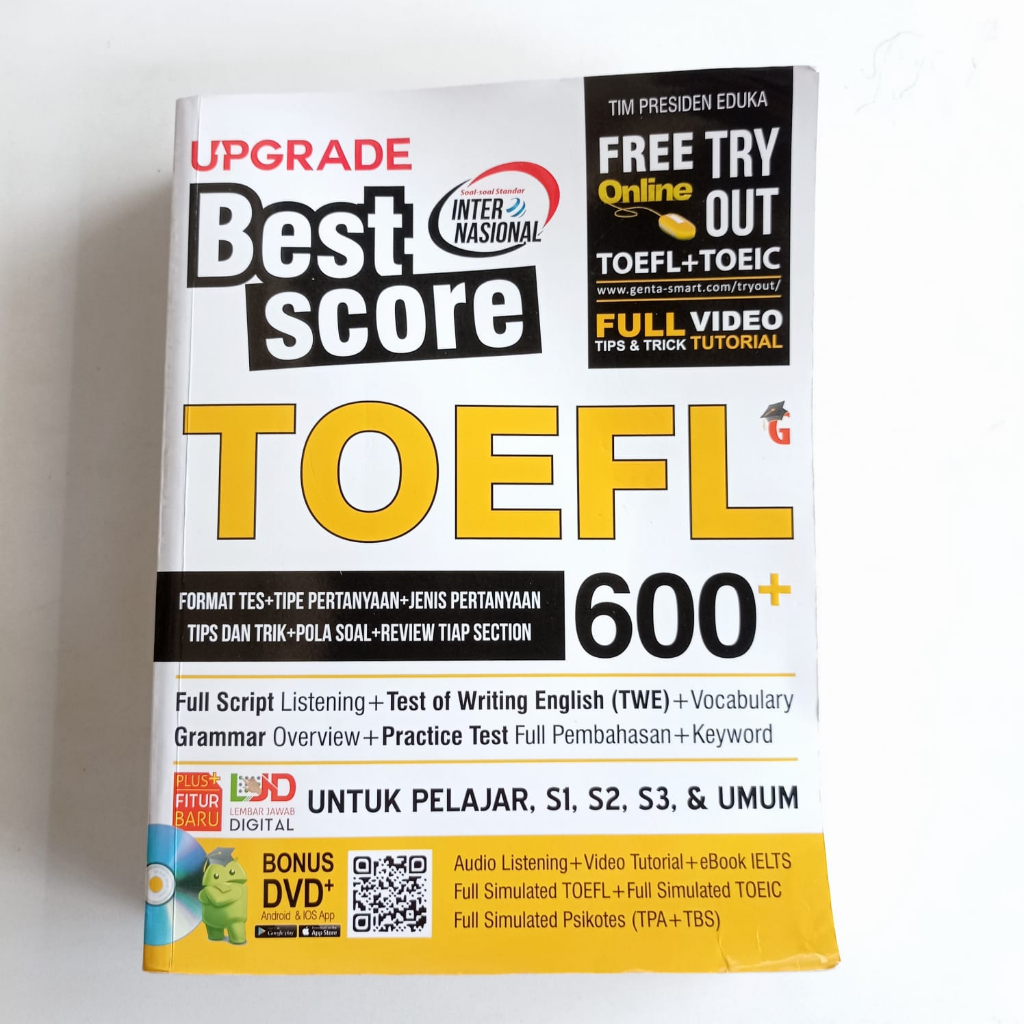 TIM PRESIDEN EDUKA
FREE TRY
Online OUT
TOEFL+TOEIC
www.genta-smart.com/tryout/
FULL VIDEO
TIPS & TRICK TUTORIAL
UPGRADE
Best
score
Soal-soal Standar
INTER
NASIONAL
TOEFL
G
600+
FORMAT TES+TIPE PERTANYAAN+JENIS PERTANYAAN
TIPS DAN TRIK+POLA SOAL+REVIEW TIAP SECTION
Full Script Listening+Test of Writing English (TWE)+Vocabulary
Grammar Overview+Practice Test Full Pembahasan+Keyword
PLUS+
FITUR
BARU
LJD
LEMBAR JAWAB
DIGITAL
UNTUK PELAJAR, S1, S2, S3, & UMUM
BONUS
DVD+
Android & IOS App
Google play
App Store
Audio Listening+Video Tutorial+eBook IELTS
Full Simulated TOEFL+Full Simulated TOEIC
Full Simulated Psikotes (TPA+TBS)